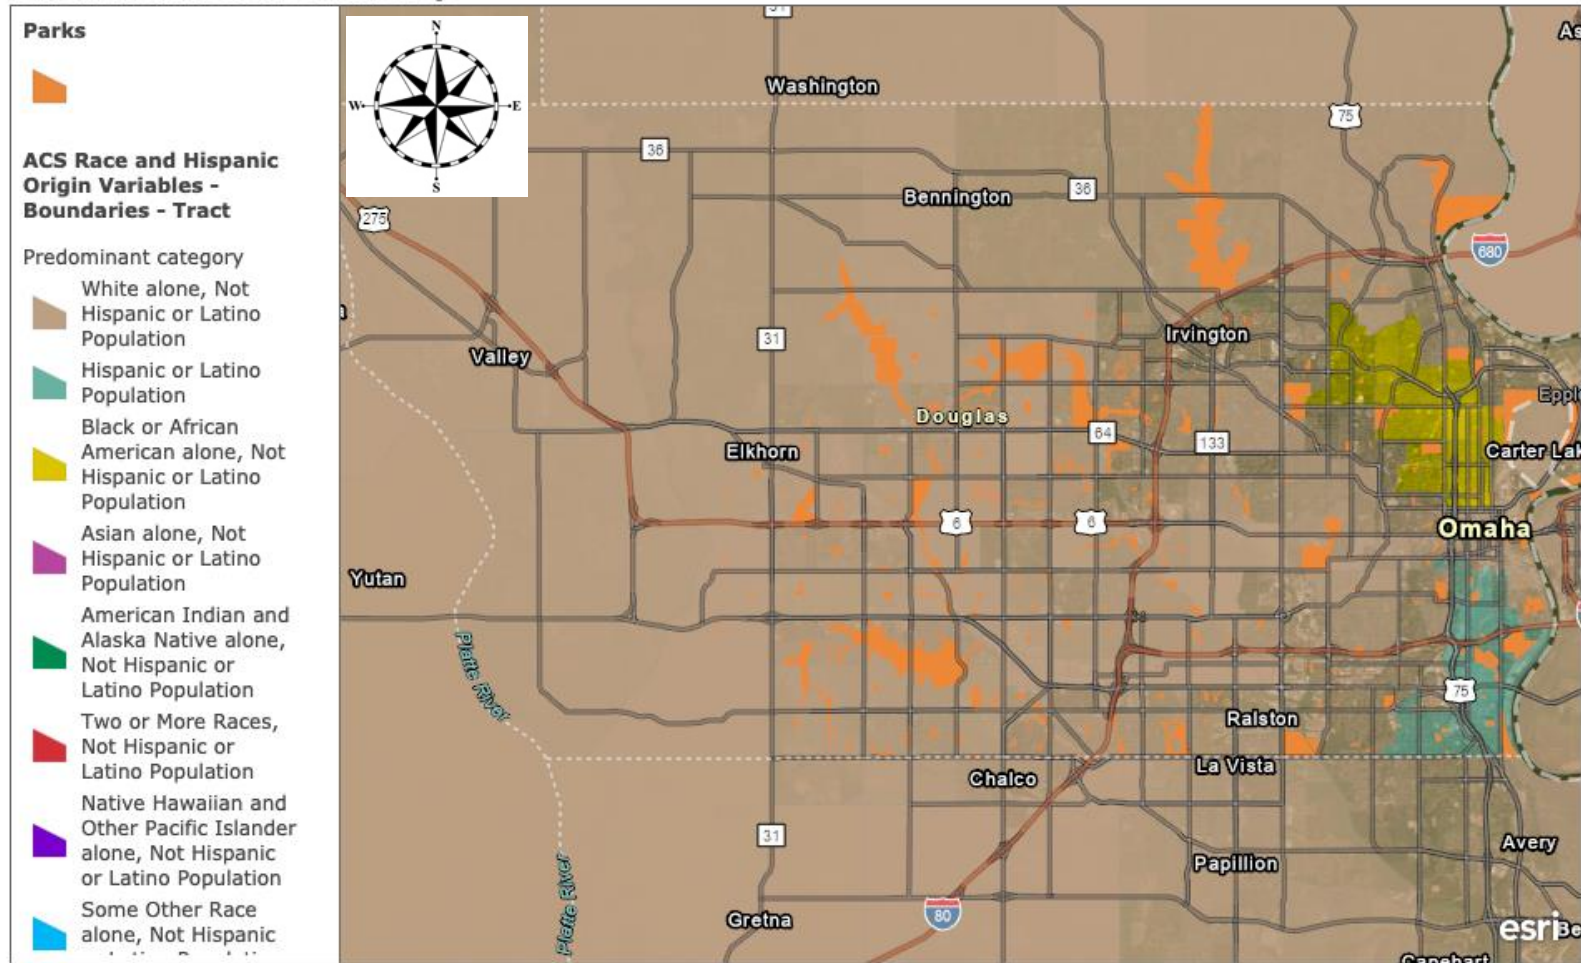 Parks
ACS Race and Hispanic
Origin Variables -
Boundaries - Tract
Predominant category
White alone, Not
Hispanic or Latino
Population
Hispanic or Latino
Population
Black or African
American alone, Not
Hispanic or Latino
Population
Asian alone, Not
Hispanic or Latino
Population
American Indian and
Alaska Native alone,
Not Hispanic or
Latino Population
Two or More Races,
Not Hispanic or
Latino Population
Native Hawaiian and
Other Pacific Islander
alone, Not Hispanic
or Latino Population
Some Other Race
alone, Not Hispanic
N
W
E
S
31
As
Washington
75
36
36
Bennington
275
680
31
Irvington
Valley
Epple
Douglas
64
133
Elkhorn
Carter Lak
6
6
Omaha
Yutan
Platte River
75
Ralston
Chalco
La Vista
31
Avery
Papillion
Platte River
80
Gretna
esri
Be
Capehart